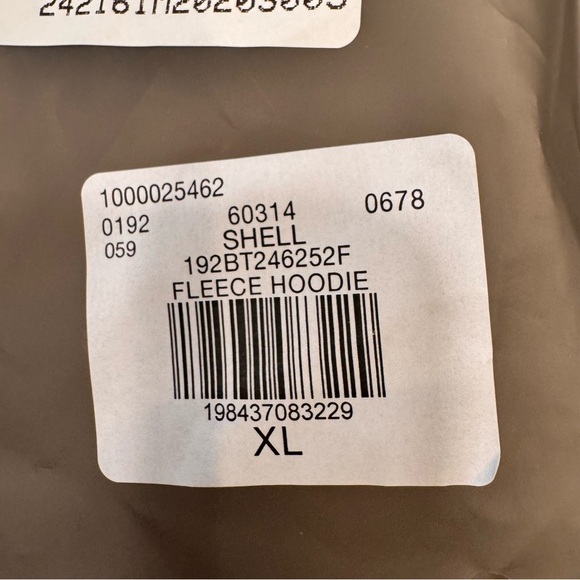 1000025462
0192 60314 0678
059 SHELL
192BT246252F
FLEECE HOODIE
198437083229
XL